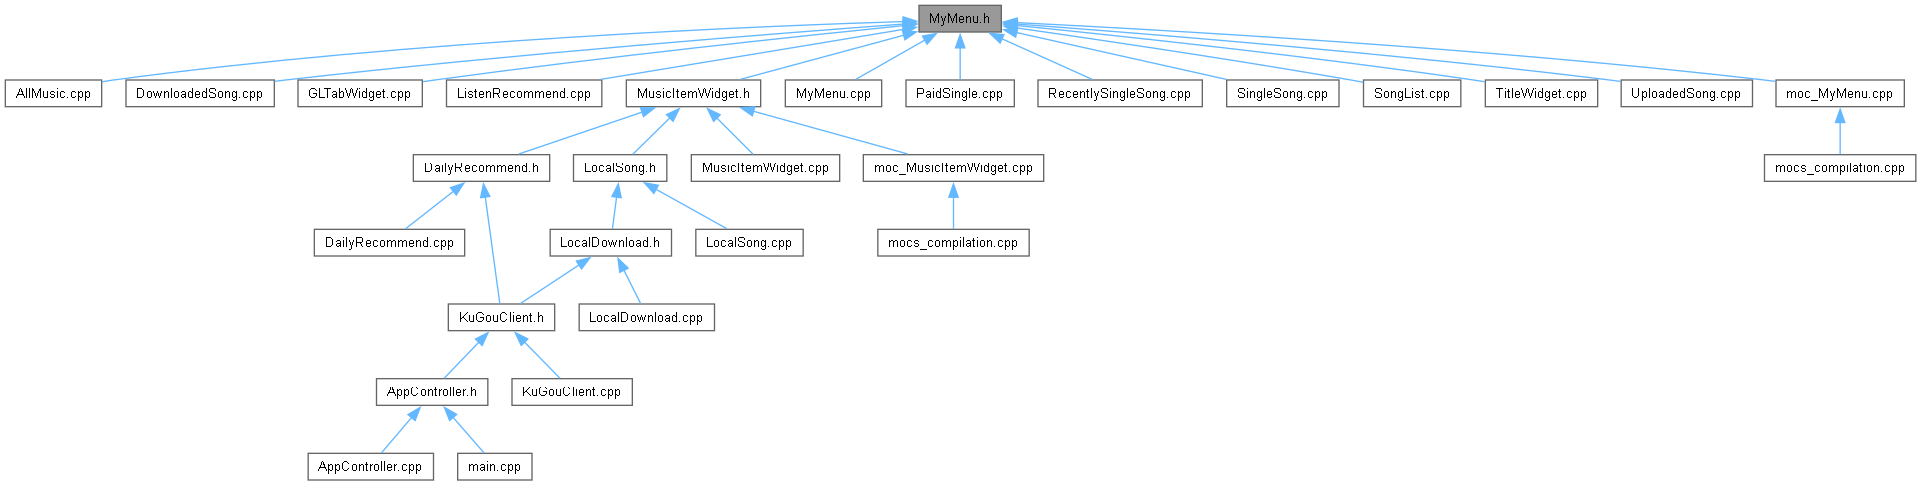 MyMenu.h
AllMusic.cpp
DownloadedSong.cpp
GLTabWidget.cpp
ListenRecommend.cpp
MusicItemWidget.h
MyMenu.cpp
PaidSingle.cpp
RecentlySingleSong.cpp
SingleSong.cpp
SongList.cpp
TitleWidget.cpp
UploadedSong.cpp
moc_MyMenu.cpp
DailyRecommend.h
LocalSong.h
MusicItemWidget.cpp
moc_MusicItemWidget.cpp
mocs_compilation.cpp
DailyRecommend.cpp
LocalDownload.h
LocalSong.cpp
mocs_compilation.cpp
KuGouClient.h
LocalDownload.cpp
AppController.h
KuGouClient.cpp
AppController.cpp
main.cpp